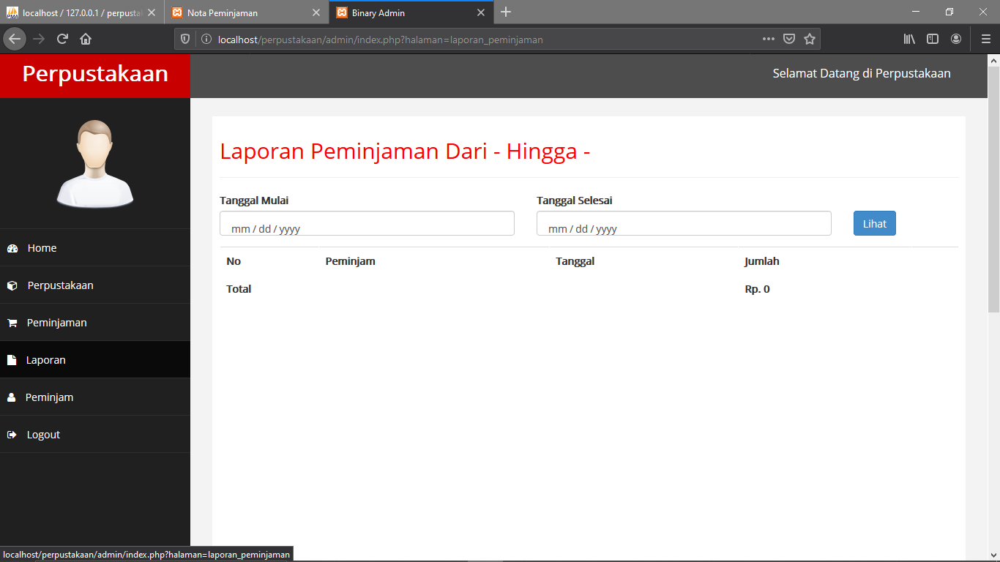 localhost / 127.0.0.1 / perpusta
Nota Peminjaman
Binary Admin
localhost/perpustakaan/admin/index.php?halaman=laporan_peminjaman
Perpustakaan
Selamat Datang di Perpustakaan
Laporan Peminjaman Dari - Hingga -
Tanggal Mulai
Tanggal Selesai
mm / dd / yyyy
mm / dd / yyyy
Lihat
No Peminjam Tanggal Jumlah
Total Rp. 0
Home
Perpustakaan
Peminjaman
Laporan
Peminjam
Logout
localhost/perpustakaan/admin/index.php?halaman=laporan_peminjaman